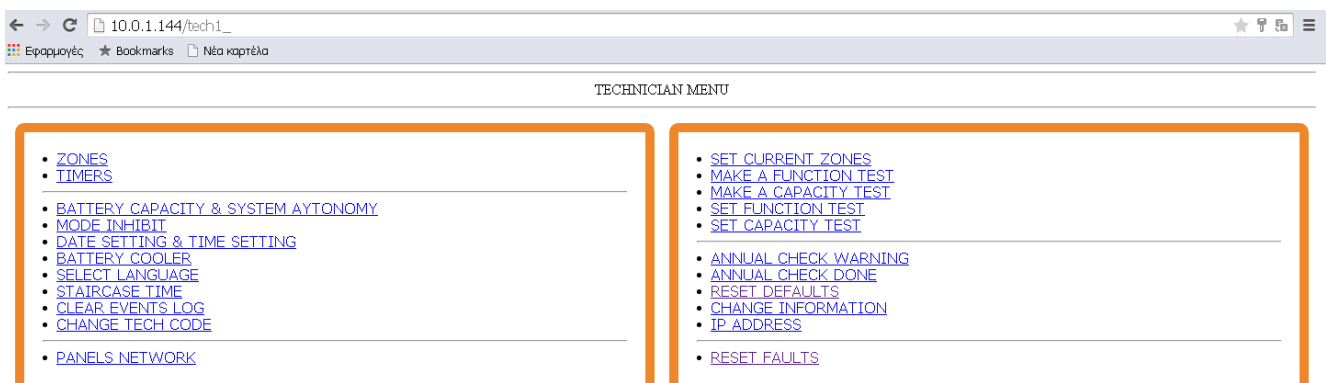 10.0.1.144/tech1_
Εφαρμογές Bookmarks Νέα καρτέλα
TECHNICIAN MENU
ZONES
TIMERS
BATTERY CAPACITY & SYSTEM AYTONOMY
MODE INHIBIT
DATE SETTING & TIME SETTING
BATTERY COOLER
SELECT LANGUAGE
STAIRCASE TIME
CLEAR EVENTS LOG
CHANGE TECH CODE
PANELS NETWORK
SET CURRENT ZONES
MAKE A FUNCTION TEST
MAKE A CAPACITY TEST
SET FUNCTION TEST
SET CAPACITY TEST
ANNUAL CHECK WARNING
ANNUAL CHECK DONE
RESET DEFAULTS
CHANGE INFORMATION
IP ADDRESS
RESET FAULTS